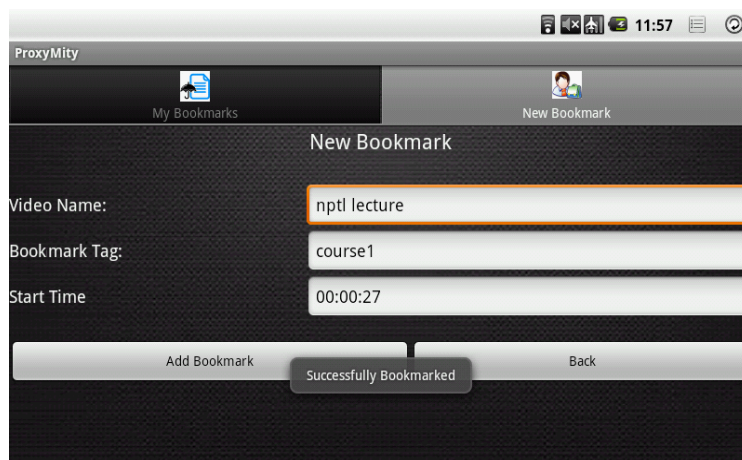 11:57
ProxyMity
My Bookmarks
New Bookmark
New Bookmark
Video Name:
nptl lecture
Bookmark Tag:
course1
Start Time
00:00:27
Add Bookmark
Back
Successfully Bookmarked